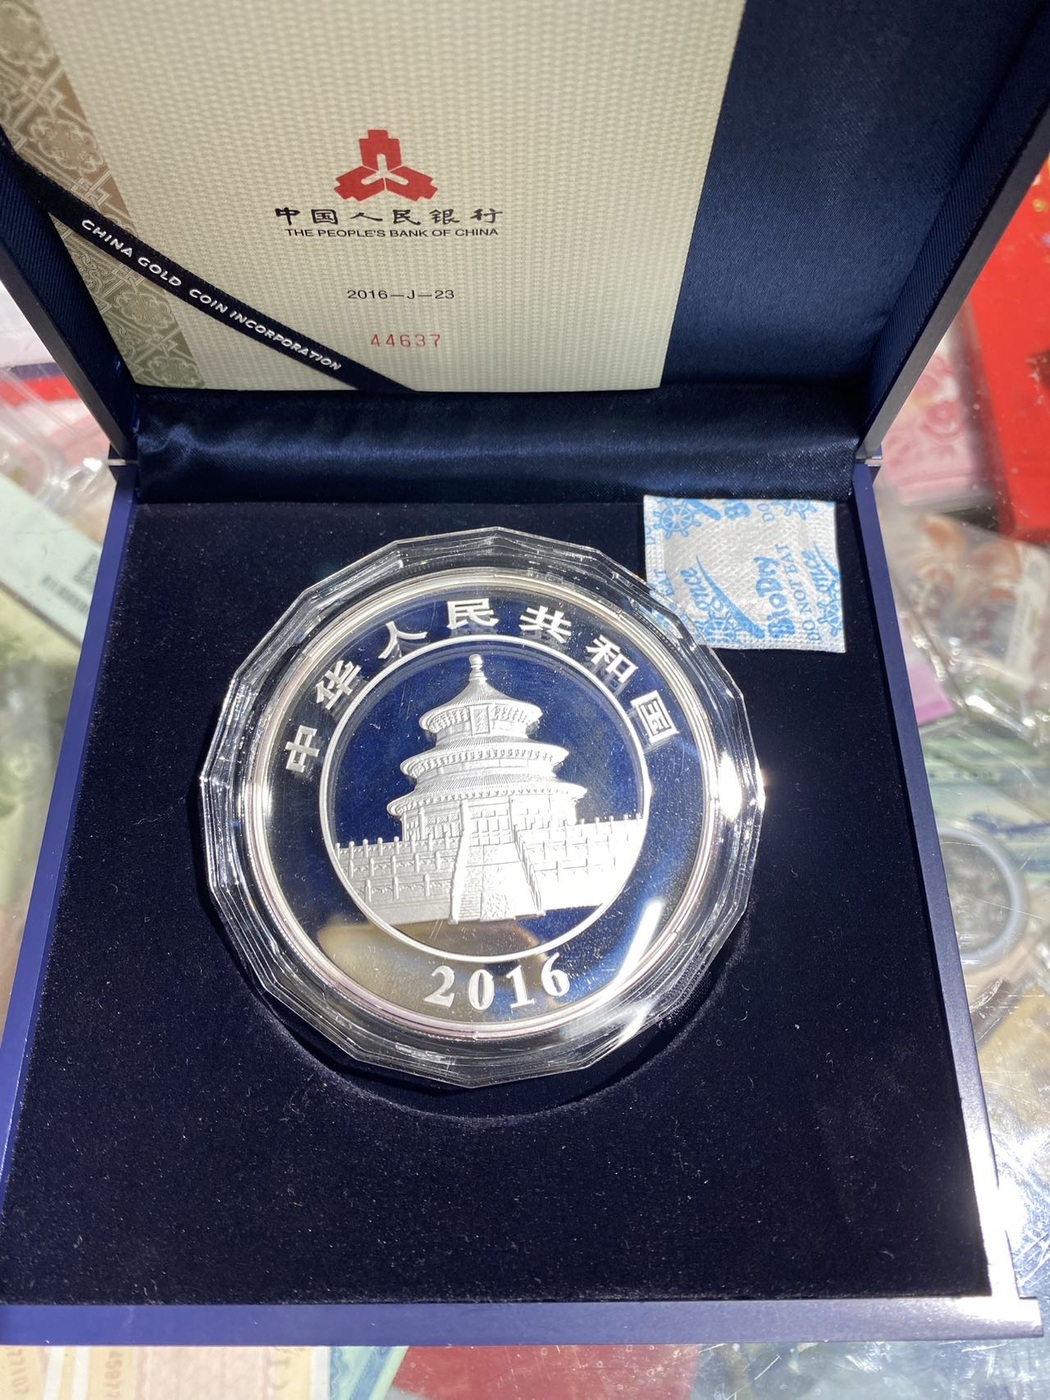 中国人民银行
THE PEOPLE'S BANK OF CHINA
2016—J—23
44637
CHINA GOLD COIN INCORPORATION
DO NOT EAT
中华人民共和国
2016